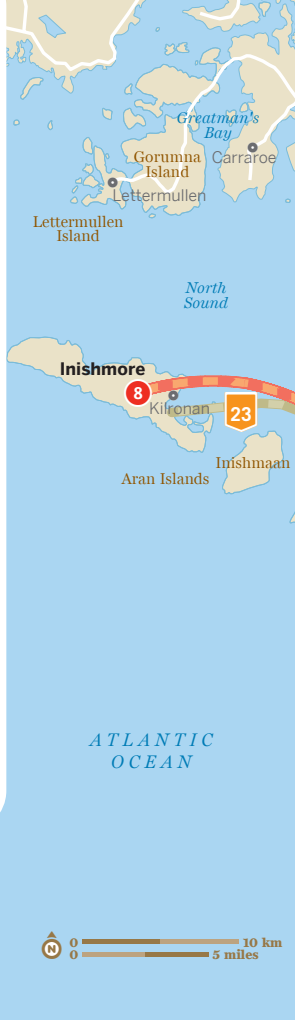 Greatman's
Bay
Gorumna
Island
Carraroe
Lettermullen
Lettermullen
Island
North
Sound
Inishmore
8
Kilronan
23
Inishmaan
Aran Islands
ATLANTIC
OCEAN
N
0 10 km
0 5 miles